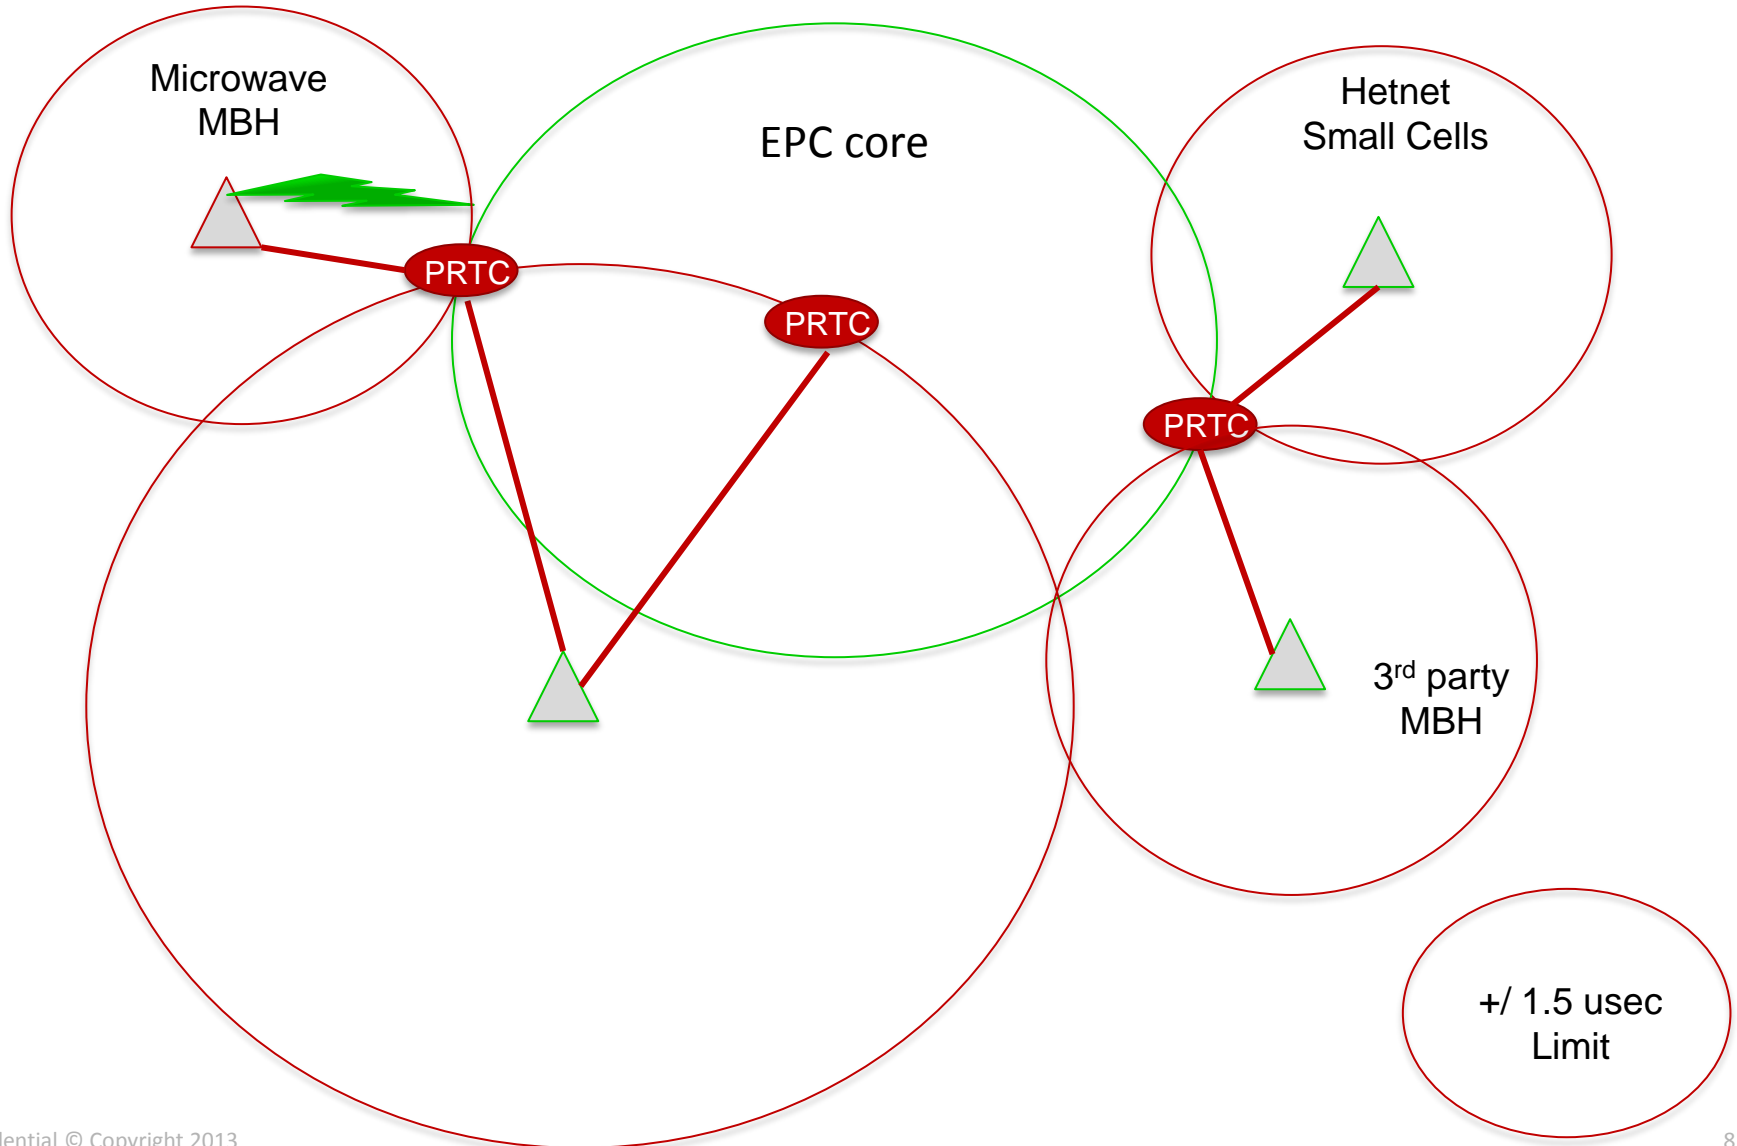 Microwave
MBH
EPC core
Hetnet
Small Cells
PRTC
PRTC
PRTC
3rd party
MBH
+/ 1.5 usec
Limit
© Copyright 2013
8